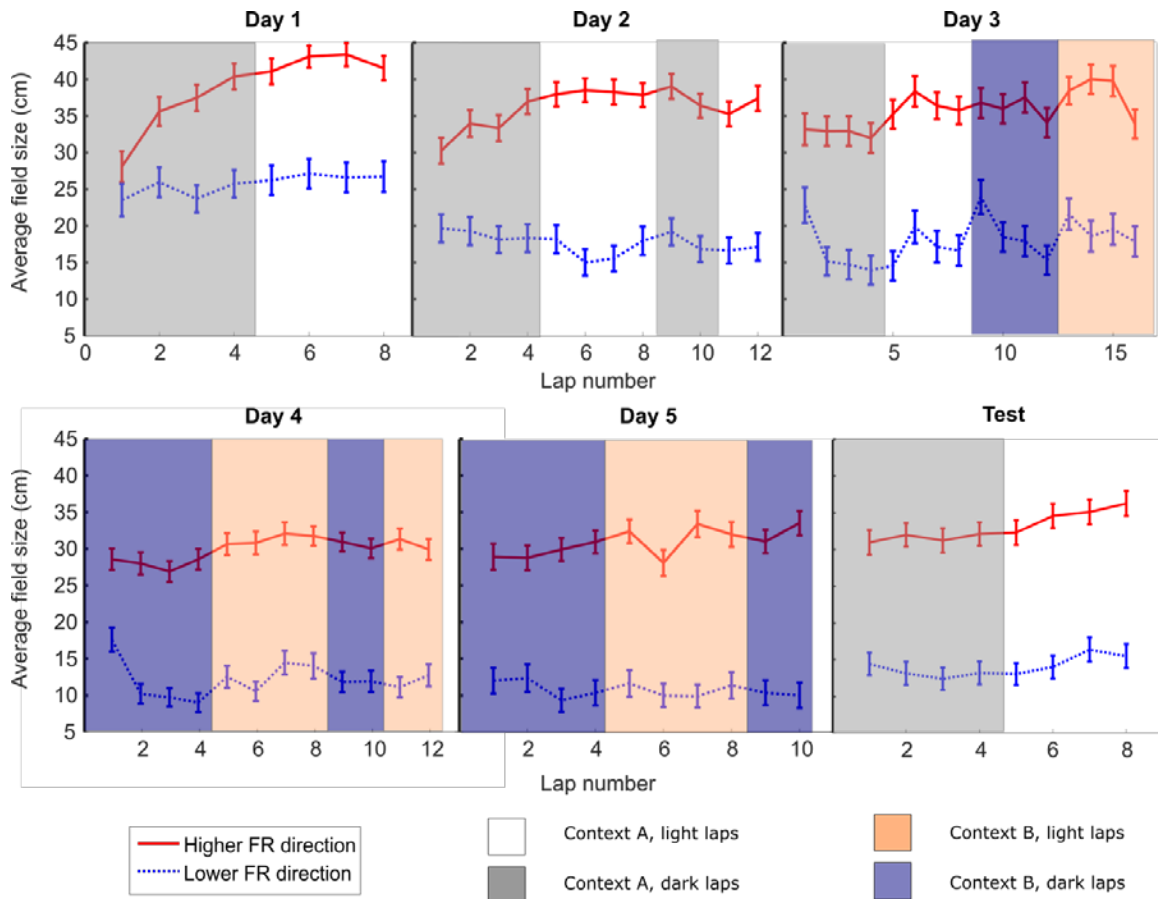 Day 1 Day 2 Day 3
Average field size (cm)
45
40
35
30
25
20
15
10
5
0 2 4 6 8 2 4 6 8 10 12 5 10 15
Lap number
Day 4 Day 5 Test
Average field size (cm)
45
40
35
30
25
20
15
10
5
2 4 6 8 10 12 2 4 6 8 10 2 4 6 8
Lap number
Higher FR direction Context A, light laps Context B, light laps
Lower FR direction Context A, dark laps Context B, dark laps